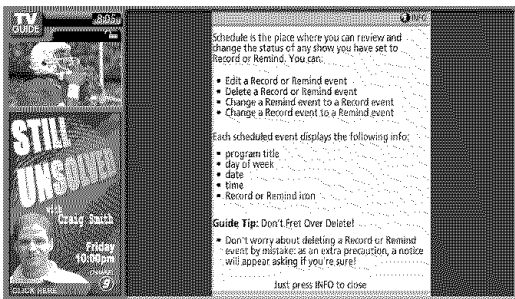 TV
GUIDE
8:05
INFO
Schedule is the place where you can review and
change the status of any show you have set to
Record or Remind. You can:
• Edit a Record or Remind event
• Delete a Record or Remind event
• Change a Remind event to a Record event
• Change a Record event to a Remind event
Each scheduled event displays the following info:
• program title
• day of week
• date
• time
• Record or Remind icon
Guide Tip: Don't Fret Over Delete!
• Don't worry about deleting a Record or Remind
event by mistake: as an extra precaution, a notice
will appear asking if you're sure!
Just press INFO to close
STILL
UNSOLVED
with
Craig Smith
Friday
10:00pm
CHANNEL
9
CLICK HERE